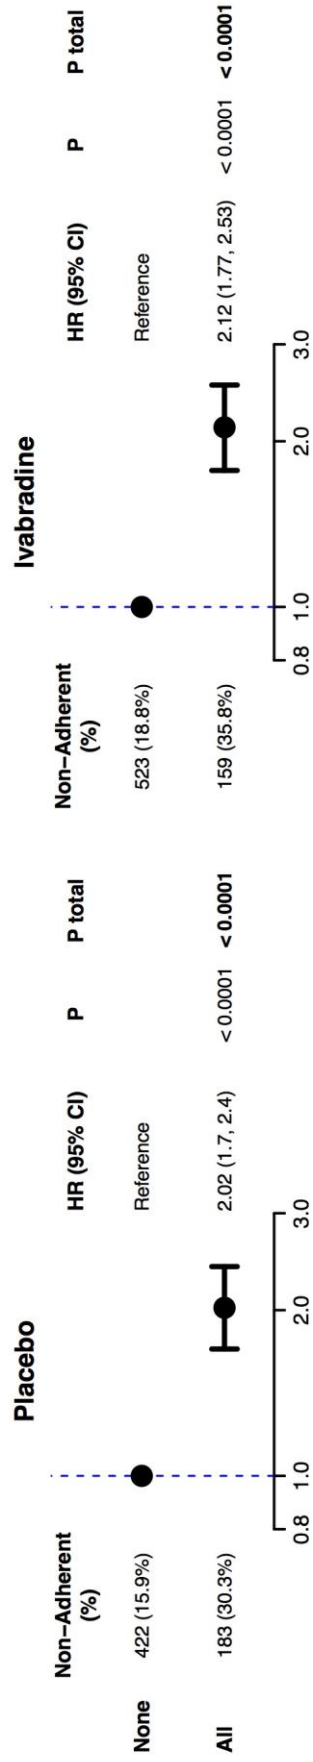 Placebo
Ivabradine
Non−Adherent
(%)
HR (95% CI)
P
P total
Non−Adherent
(%)
HR (95% CI)
P
P total
None
422 (15.9%)
Reference
523 (18.8%)
Reference
All
183 (30.3%)
2.02 (1.7, 2.4)
< 0.0001
< 0.0001
159 (35.8%)
2.12 (1.77, 2.53)
< 0.0001
< 0.0001
0.8
1.0
2.0
3.0
0.8
1.0
2.0
3.0